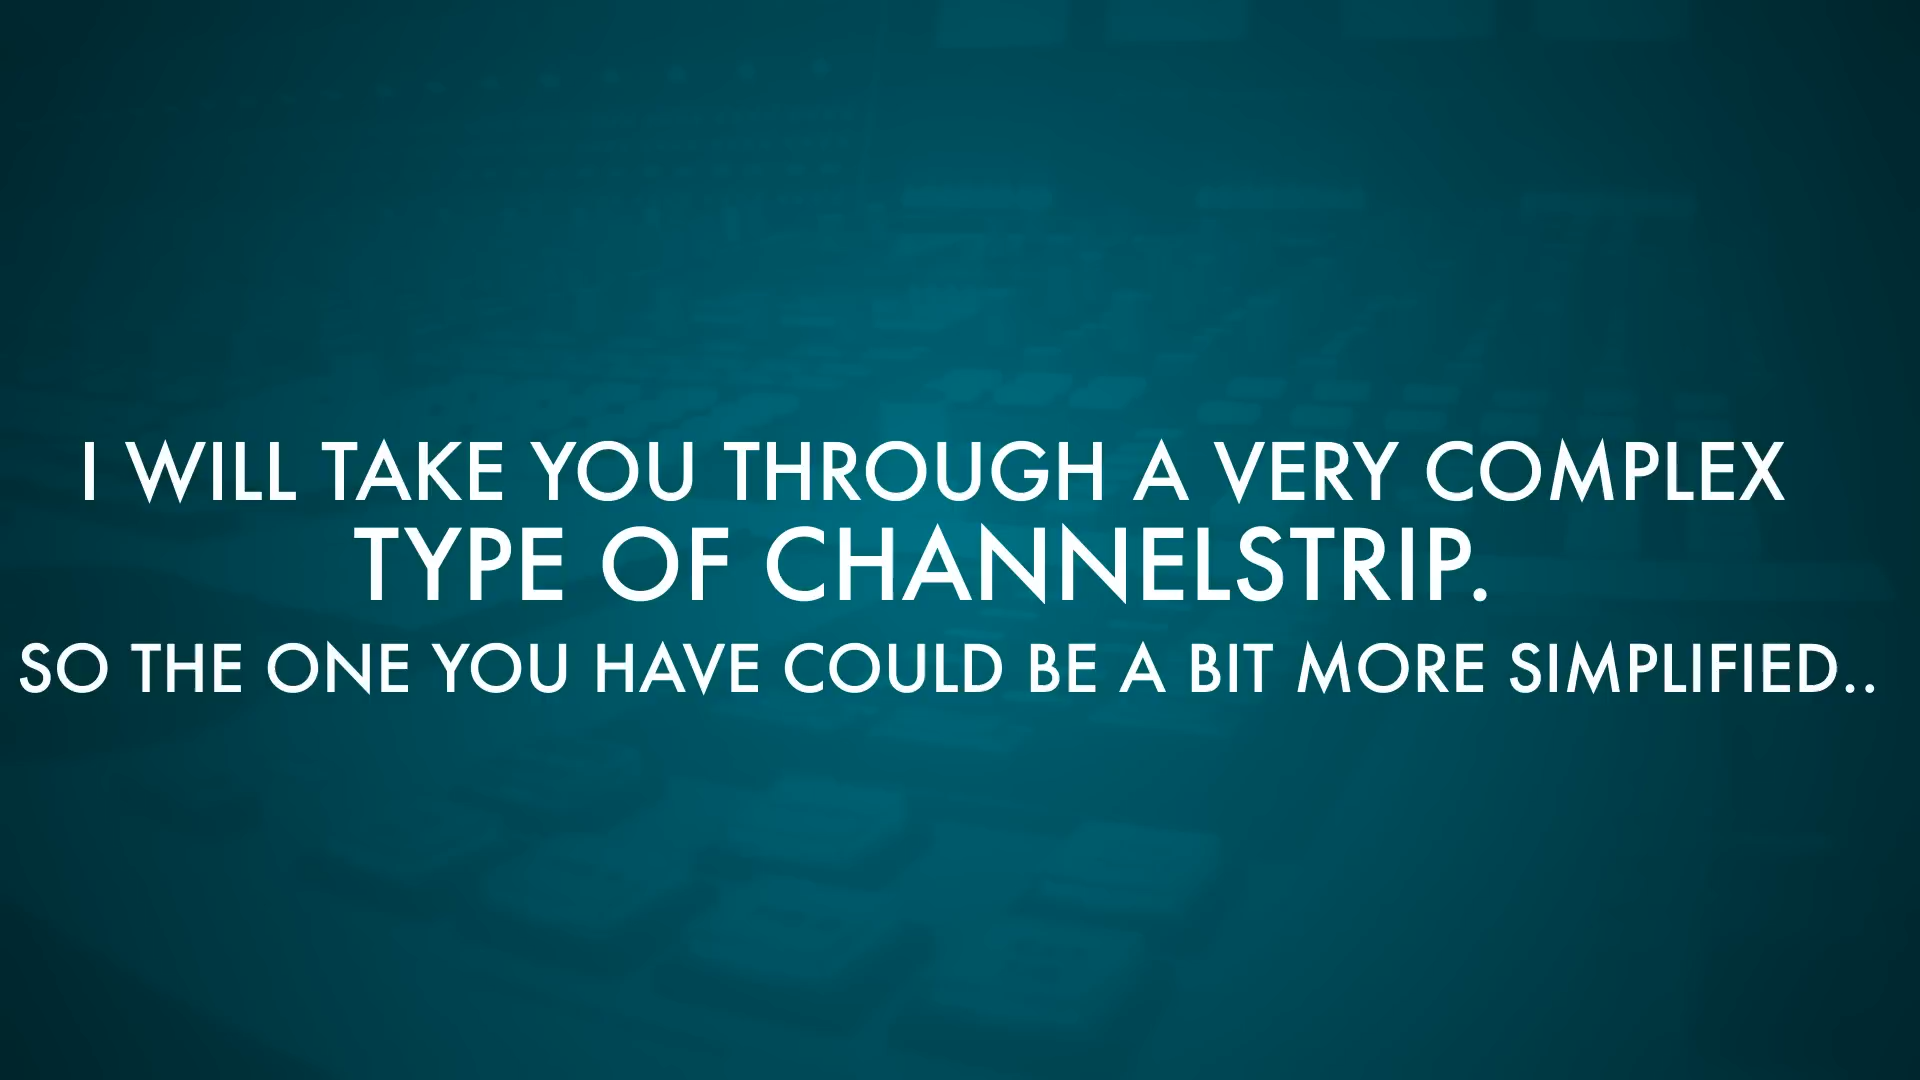 I WILL TAKE YOU THROUGH A VERY COMPLEX
TYPE OF CHANNELSTRIP.
SO THE ONE YOU HAVE COULD BE A BIT MORE SIMPLIFIED..